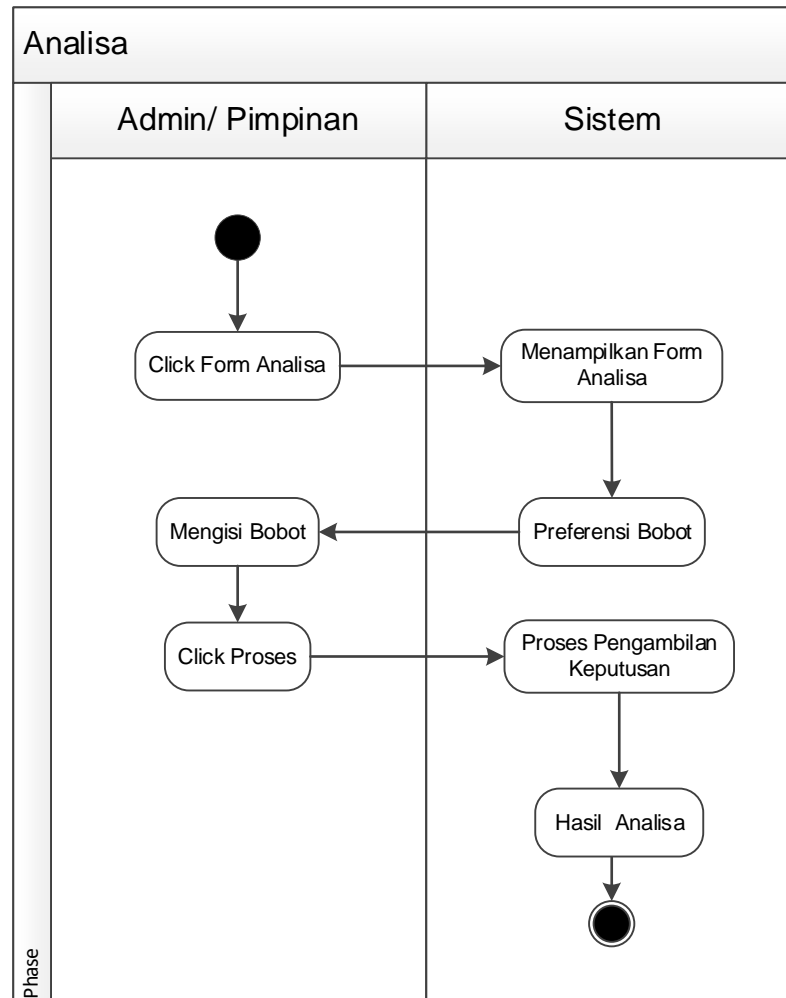 Analisa
Admin/ Pimpinan
Sistem
Click Form Analisa
Menampilkan Form
Analisa
Mengisi Bobot
Preferensi Bobot
Click Proses
Proses Pengambilan
Keputusan
Hasil Analisa
Phase